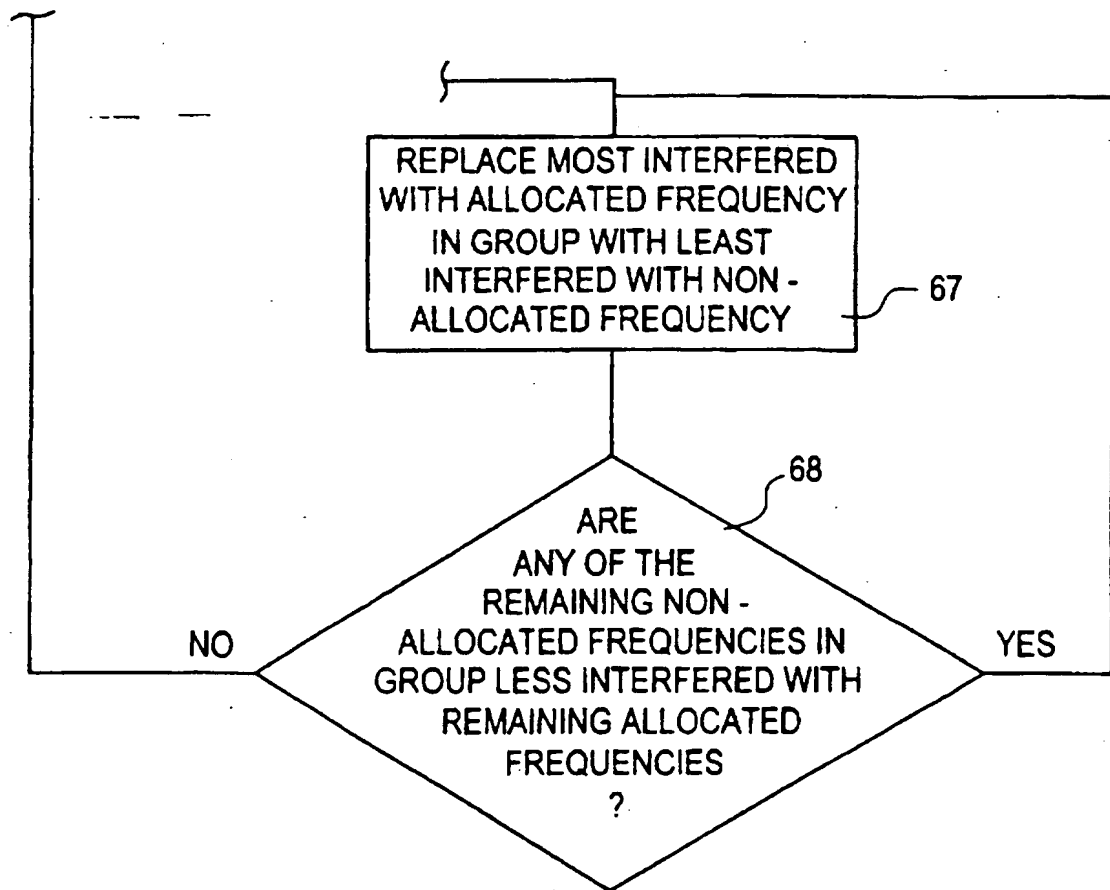 REPLACE MOST INTERFERED
WITH ALLOCATED FREQUENCY
IN GROUP WITH LEAST
INTERFERED WITH NON -
ALLOCATED FREQUENCY
67
68
ARE
ANY OF THE
REMAINING NON -
ALLOCATED FREQUENCIES IN
GROUP LESS INTERFERED WITH
REMAINING ALLOCATED
FREQUENCIES
?
NO
YES